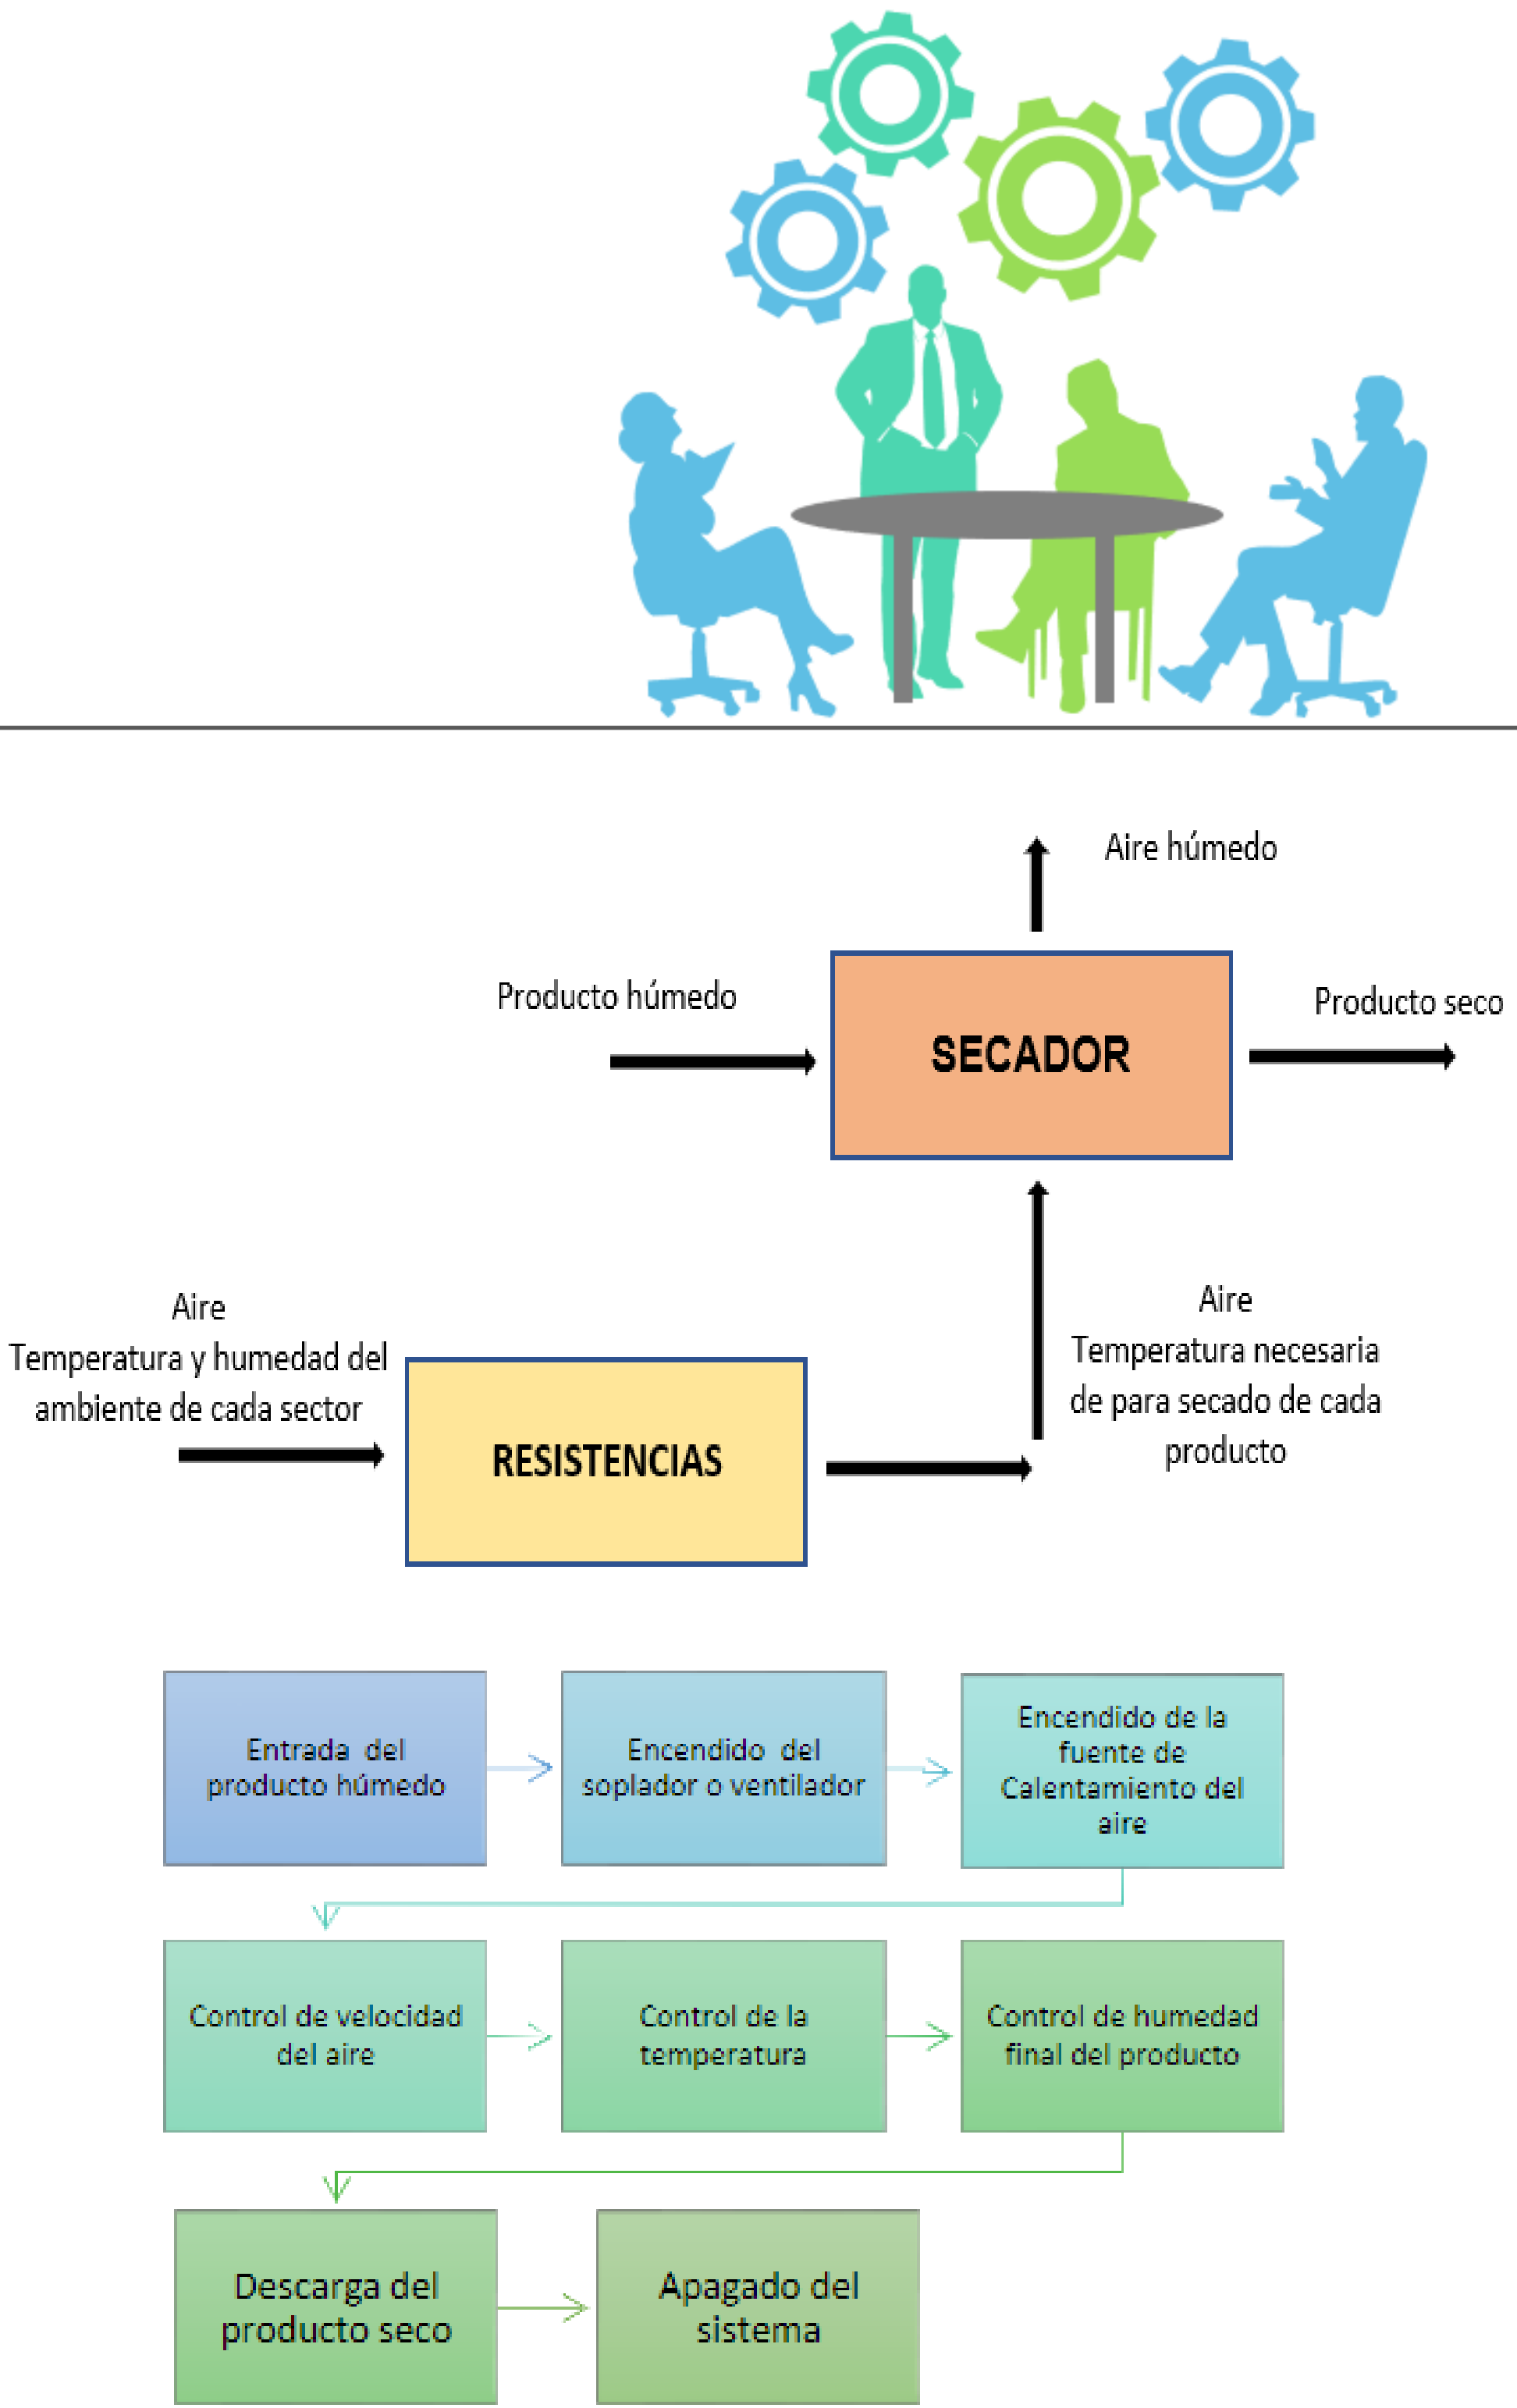 Aire húmedo
Producto húmedo
SECADOR
Producto seco
Aire
Temperatura y humedad del
ambiente de cada sector
RESISTENCIAS
Aire
Temperatura necesaria
de para secado de cada
producto
Entrada del
producto húmedo
Encendido del
soplador o ventilador
Encendido de la
fuente de
Calentamiento del
aire
Control de velocidad
del aire
Control de la
temperatura
Control de humedad
final del producto
Descarga del
producto seco
Apagado del
sistema